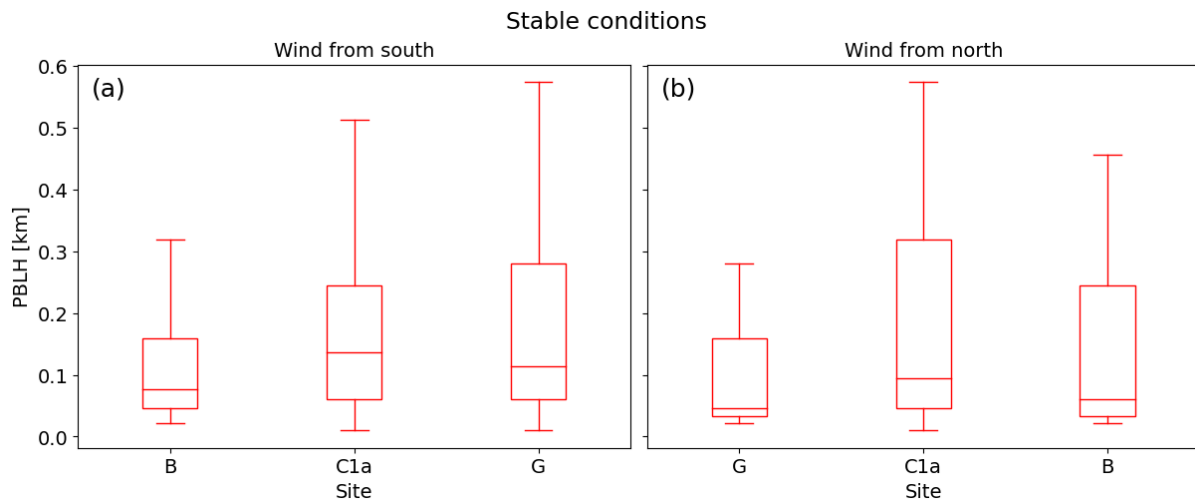 Stable conditions
Wind from south
Wind from north
(a)
(b)
0.6
0.5
0.4
0.3
0.2
0.1
0.0
PBLH [km]
B
C1a
G
G
C1a
B
Site
Site